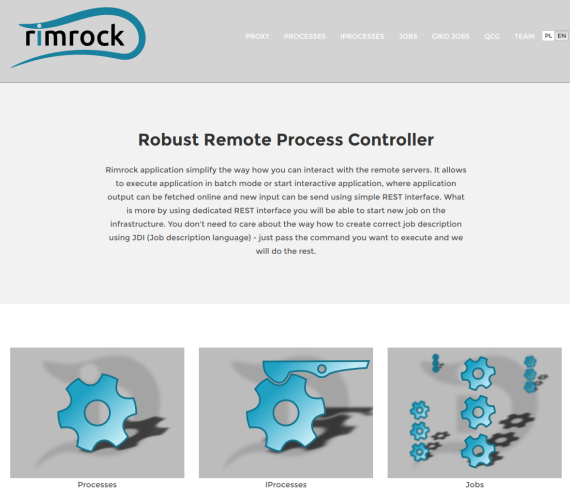 rimrock
PROXY PROCESSES IPROCESSES JOBS GRID JOBS QCG TEAM PL EN
Robust Remote Process Controller
Rimrock application simplify the way how you can interact with the remote servers. It allows
to execute application in batch mode or start interactive application, where application
output can be fetched online and new input can be send using simple REST interface. What
is more by using dedicated REST interface you will be able to start new job on the
infrastructure. You don't need to care about the way how to create correct job description
using JDl (Job description language) - just pass the command you want to execute and we
will do the rest.
Processes IProcesses Jobs